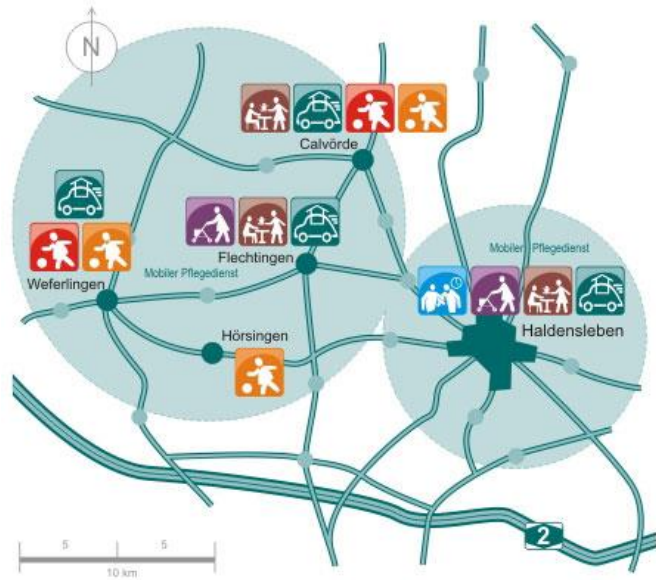 N
Calvörde
Flechtingen
Mobiler Pflegedienst
Mobiler Pflegedienst
Weferlingen
Haldensleben
Hörsingen
2
5 5
10 km